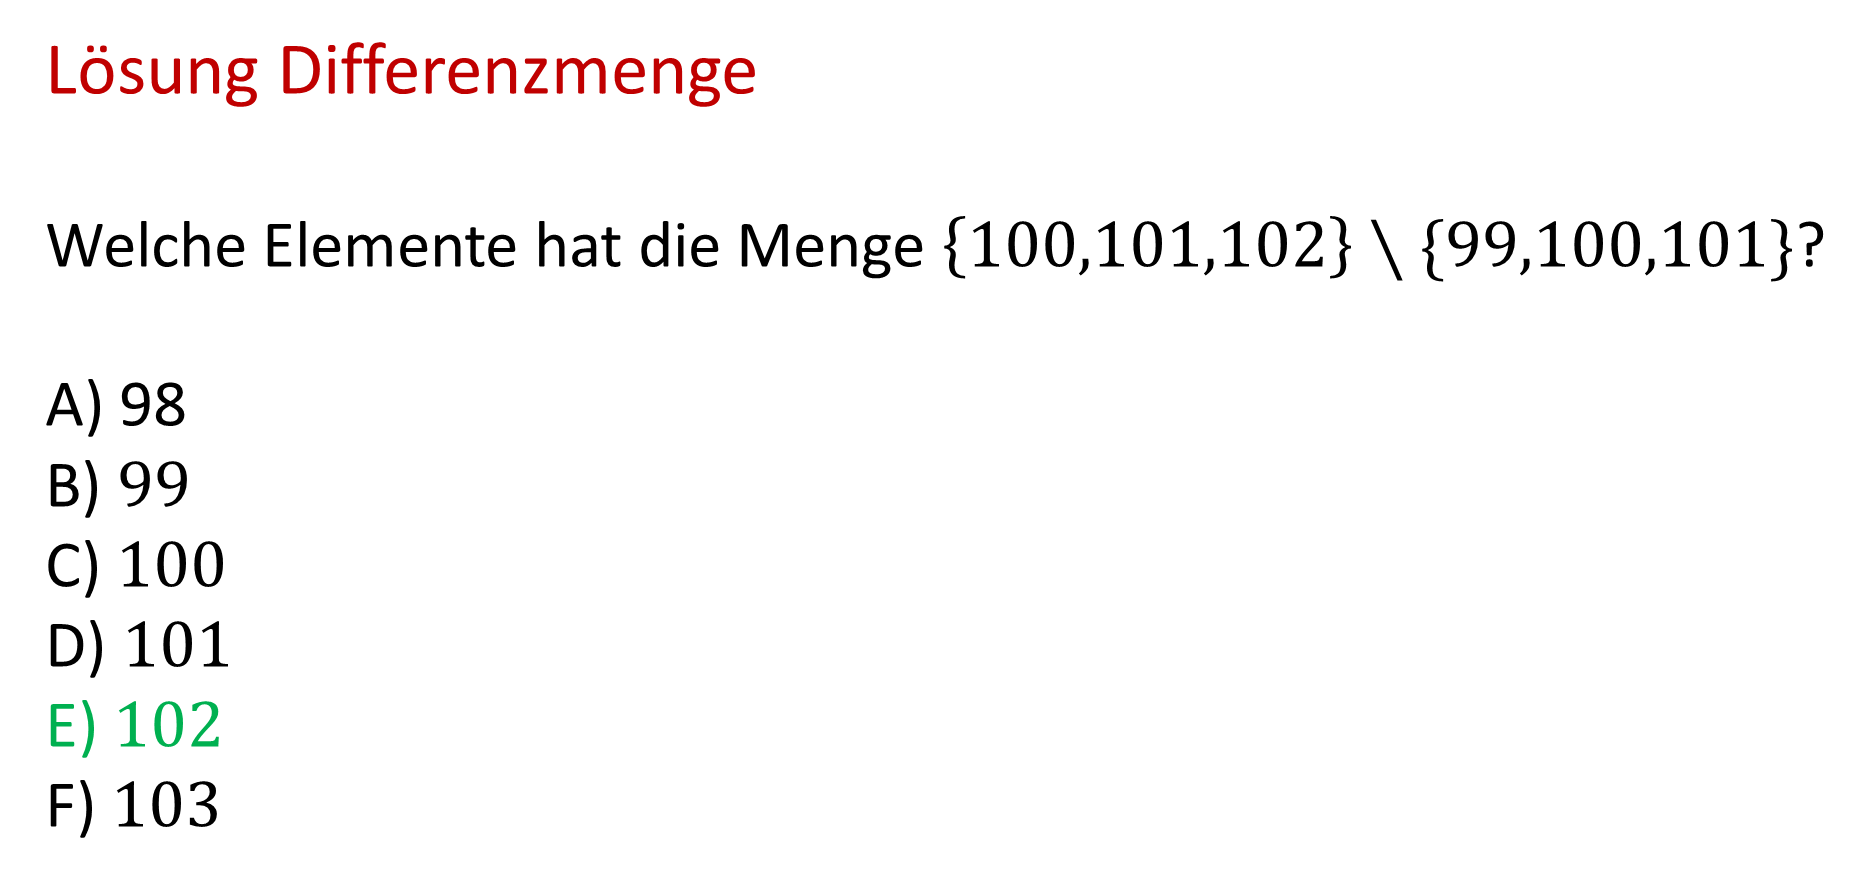 Lösung Differenzmenge
Welche Elemente hat die Menge {100,101,102} \ {99,100,101}?
A) 98
B) 99
C) 100
D) 101
E) 102
F) 103